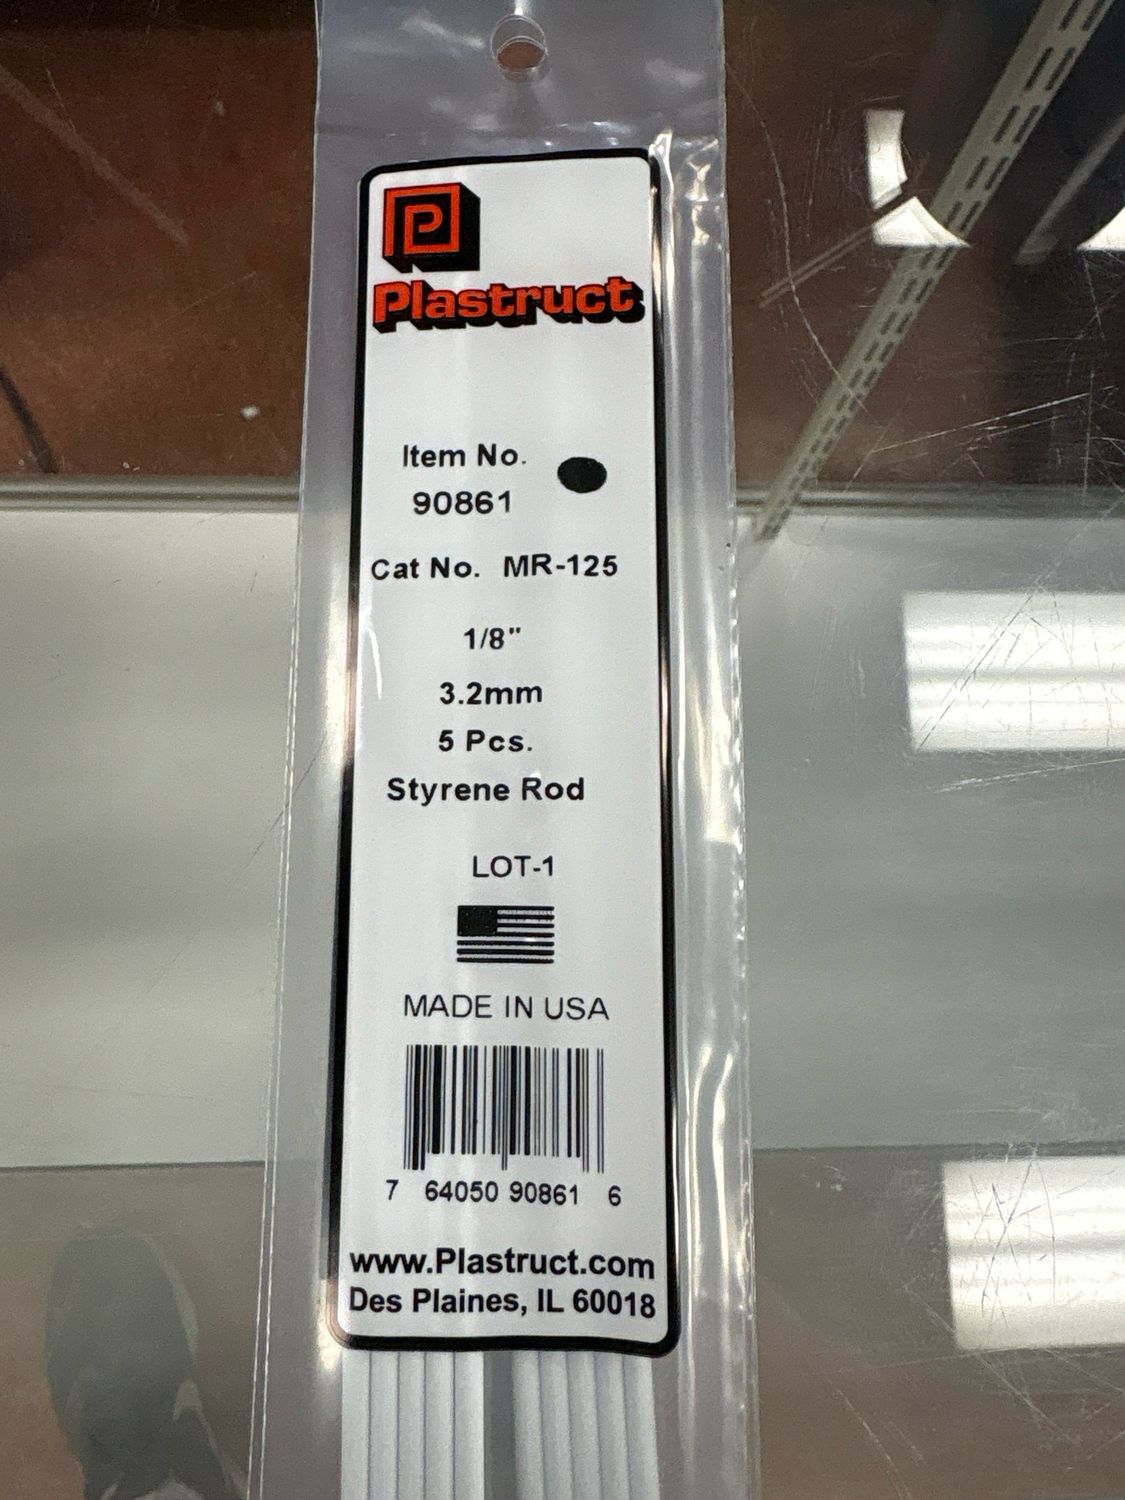 P
Plastruct
Item No.
90861
Cat No. MR-125
1/8"
3.2mm
5 Pcs.
Styrene Rod
LOT-1
MADE IN USA
7 64050 90861 6
www.Plastruct.com
Des Plaines, IL 60018